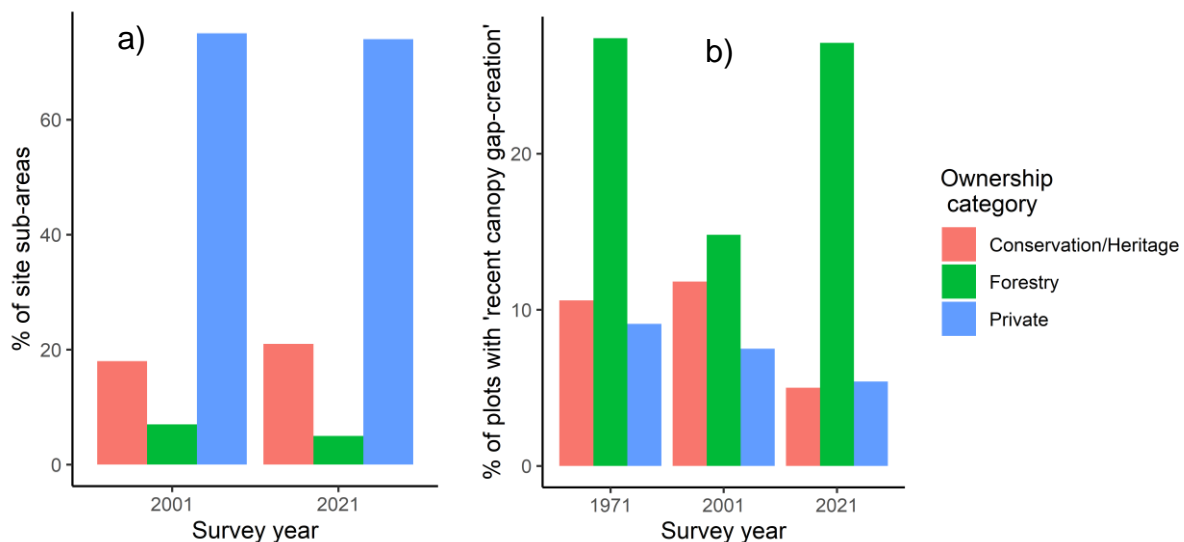 a)
% of site sub-areas
60
40
20
0
2001
2021
Survey year
b)
% of plots with 'recent canopy gap-creation'
20
10
0
1971
2001
2021
Survey year
Ownership
category
Conservation/Heritage
Forestry
Private